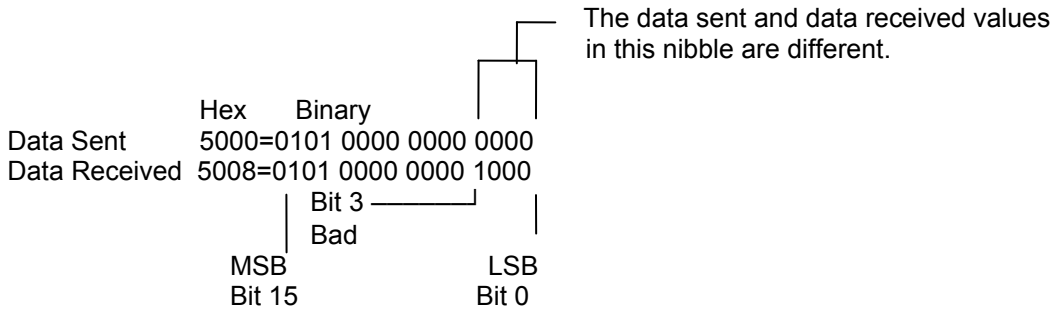 The data sent and data received values
in this nibble are different.
Hex Binary
Data Sent 5000=0101 0000 0000 0000
Data Received 5008=0101 0000 0000 1000
Bit 3
Bad
MSB LSB
Bit 15 Bit 0